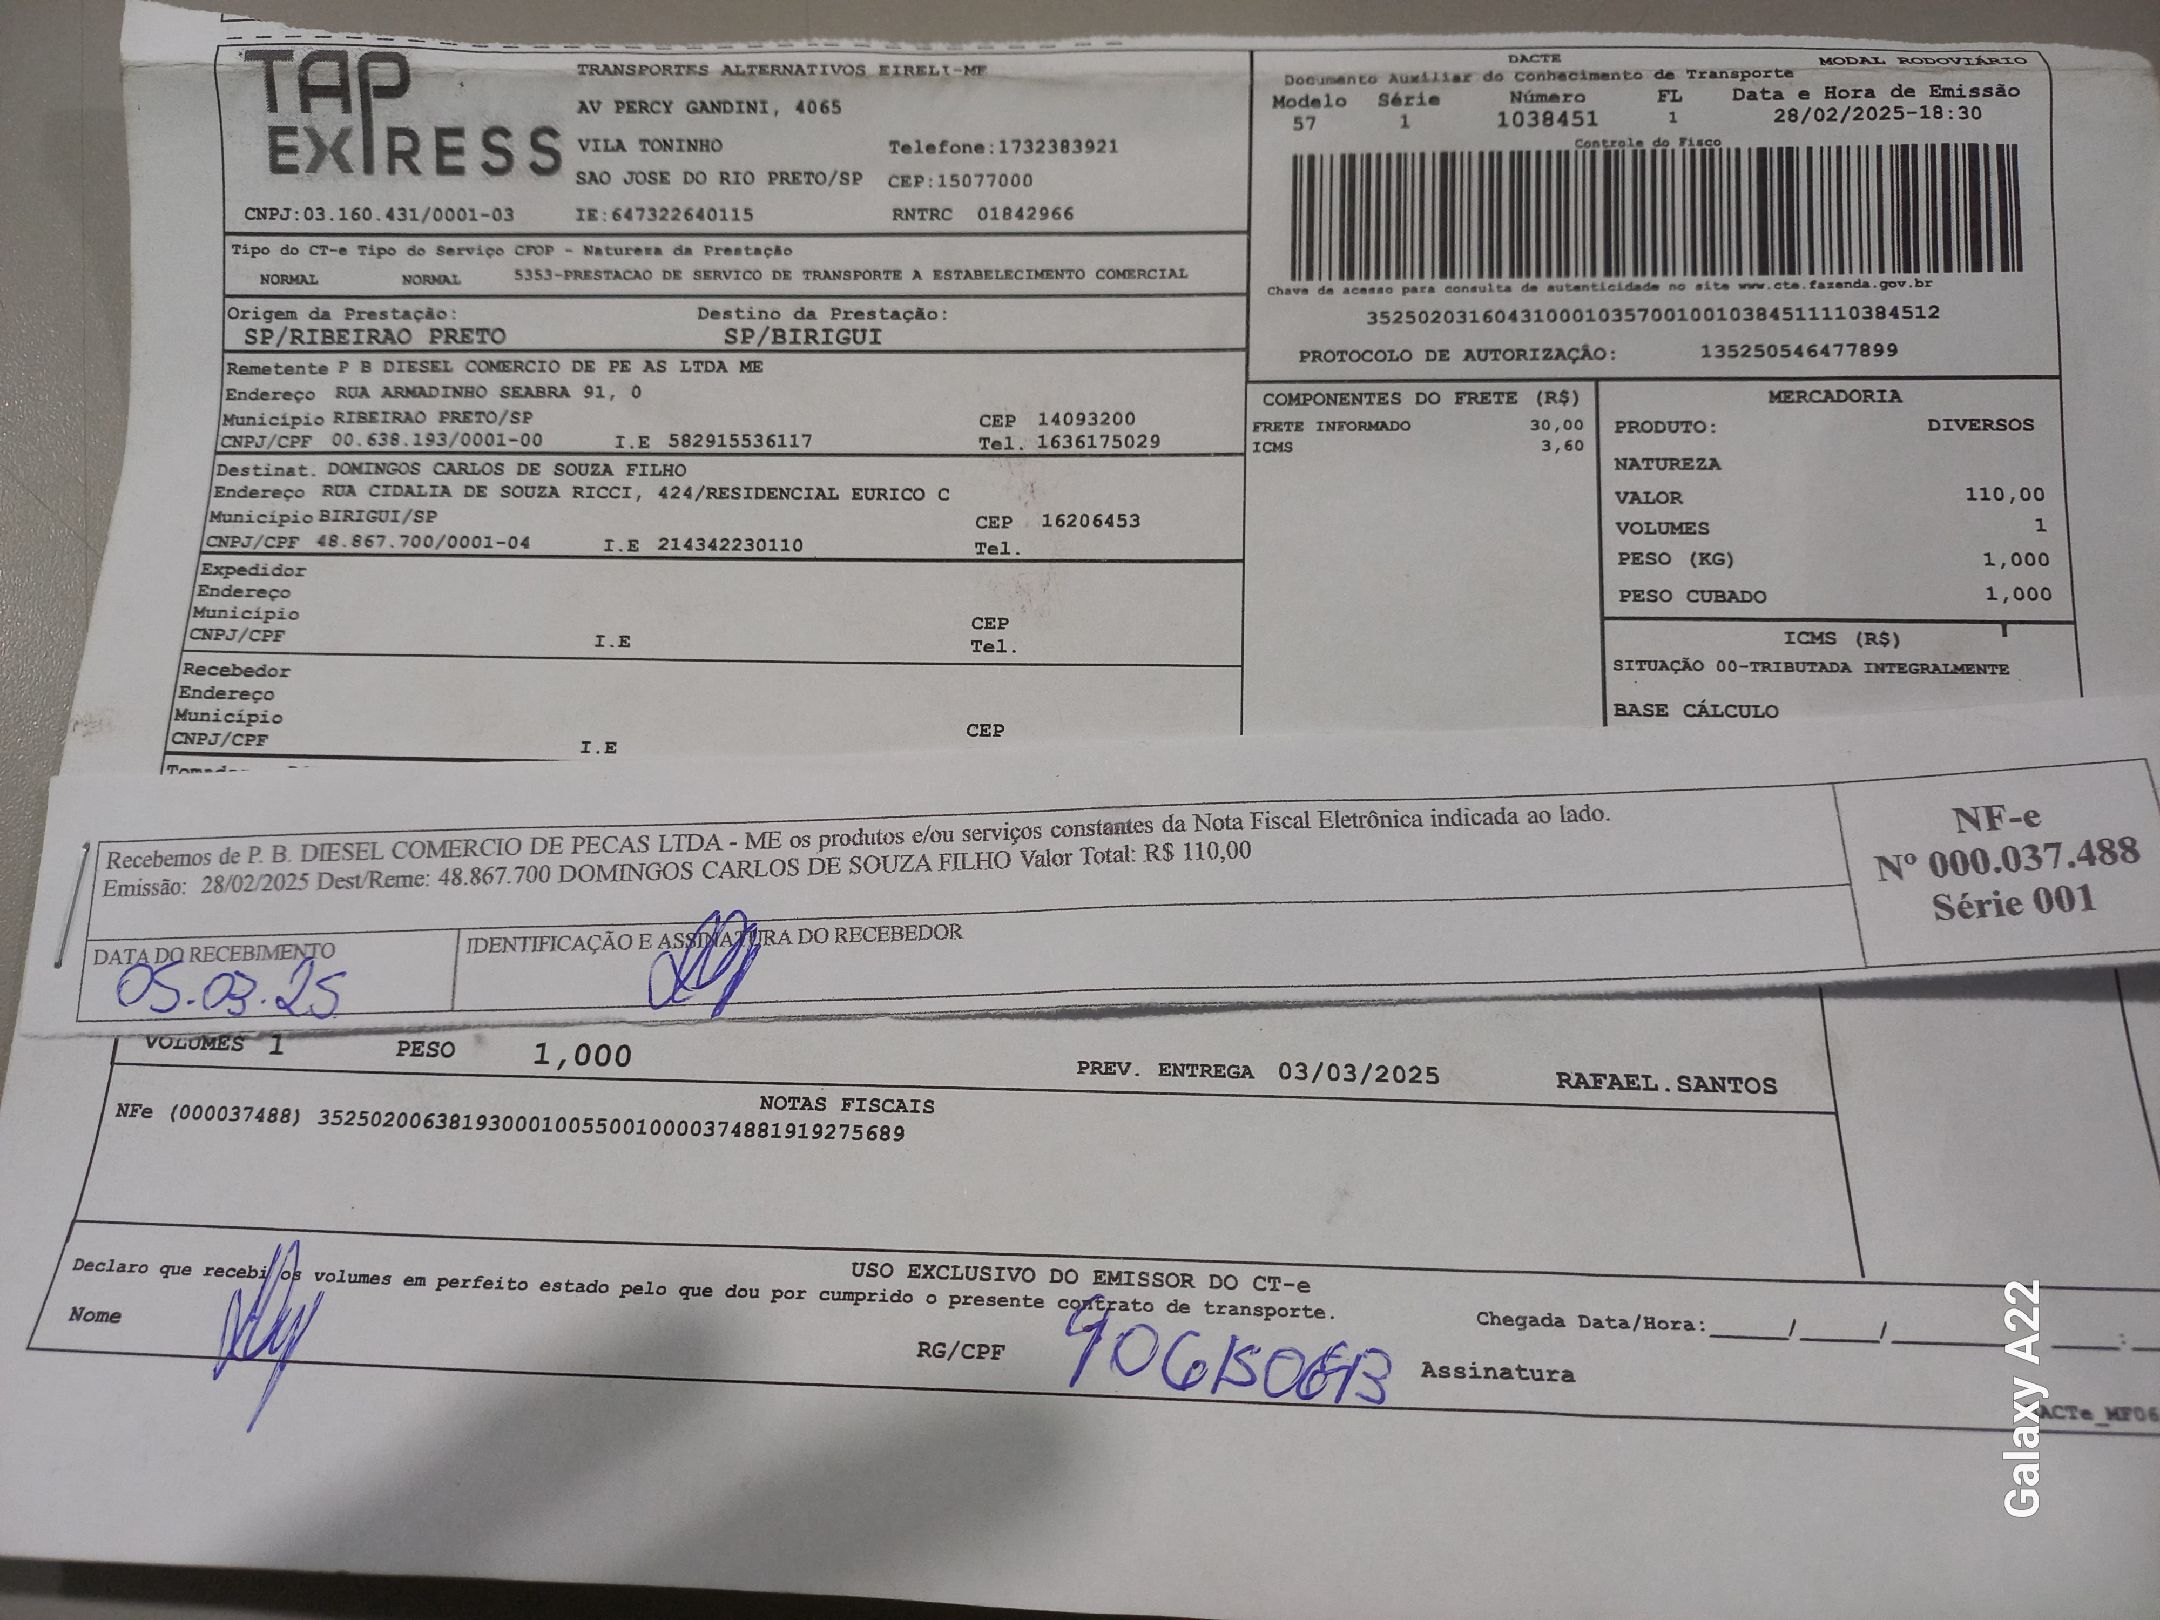 TAP EXPRESS
TRANSPORTES ALTERNATIVOS EIRELI-ME
AV PERCY GANDINI, 4065
VILA TONINHO Telefone:1732383921
SAO JOSE DO RIO PRETO/SP CEP:15077000
CNPJ:03.160.431/0001-03 IE:647322640115 RNTRC 01842966
DACTE MODAL RODOVIÁRIO
Documento Auxiliar do Conhecimento de Transporte
Modelo Série Número FL Data e Hora de Emissão
57 1 1038451 1 28/02/2025-18:30
Controle do Fisco
Chave de acesso para consulta de autenticidade no site www.cte.fazenda.gov.br
35250203160431000103570010010384511110384512
PROTOCOLO DE AUTORIZAÇÃO: 135250546477899
Tipo do CT-e Tipo do Serviço CFOP - Natureza da Prestação
NORMAL NORMAL 5353-PRESTACAO DE SERVICO DE TRANSPORTE A ESTABELECIMENTO COMERCIAL
Origem da Prestação: Destino da Prestação:
SP/RIBEIRAO PRETO SP/BIRIGUI
Remetente P B DIESEL COMERCIO DE PE AS LTDA ME
Endereço RUA ARMADINHO SEABRA 91, 0
Município RIBEIRAO PRETO/SP CEP 14093200
CNPJ/CPF 00.638.193/0001-00 I.E 582915536117 Tel. 1636175029
Destinat. DOMINGOS CARLOS DE SOUZA FILHO
Endereço RUA CIDALIA DE SOUZA RICCI, 424/RESIDENCIAL EURICO C
Município BIRIGUI/SP CEP 16206453
CNPJ/CPF 48.867.700/0001-04 I.E 214342230110 Tel.
Expedidor
Endereço
Município CEP
CNPJ/CPF I.E Tel.
Recebedor
Endereço
Município CEP
CNPJ/CPF I.E
COMPONENTES DO FRETE (R$)
FRETE INFORMADO 30,00
ICMS 3,60
MERCADORIA
PRODUTO: DIVERSOS
NATUREZA
VALOR 110,00
VOLUMES 1
PESO (KG) 1,000
PESO CUBADO 1,000
ICMS (R$)
SITUAÇÃO 00-TRIBUTADA INTEGRALMENTE
BASE CÁLCULO
Recebemos de P. B. DIESEL COMERCIO DE PECAS LTDA - ME os produtos e/ou serviços constantes da Nota Fiscal Eletrônica indicada ao lado.
Emissão: 28/02/2025 Dest/Reme: 48.867.700 DOMINGOS CARLOS DE SOUZA FILHO Valor Total: R$ 110,00
NF-e
Nº 000.037.488
Série 001
DATA DO RECEBIMENTO IDENTIFICAÇÃO E ASSINATURA DO RECEBEDOR
05.03.25
VOLUMES 1 PESO 1,000 PREV. ENTREGA 03/03/2025 RAFAEL.SANTOS
NOTAS FISCAIS
NFe (000037488) 35250200638193000100550010000374881919275689
USO EXCLUSIVO DO EMISSOR DO CT-e
Declaro que recebi os volumes em perfeito estado pelo que dou por cumprido o presente contrato de transporte.
Nome RG/CPF Chegada Data/Hora:____/____/____ ____:__
Assinatura
Galaxy A22